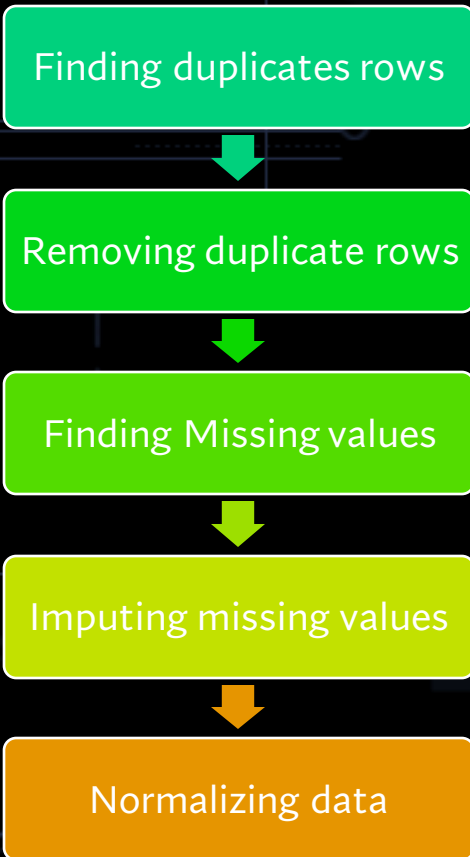 Finding duplicates rows
Removing duplicate rows
Finding Missing values
Imputing missing values
Normalizing data